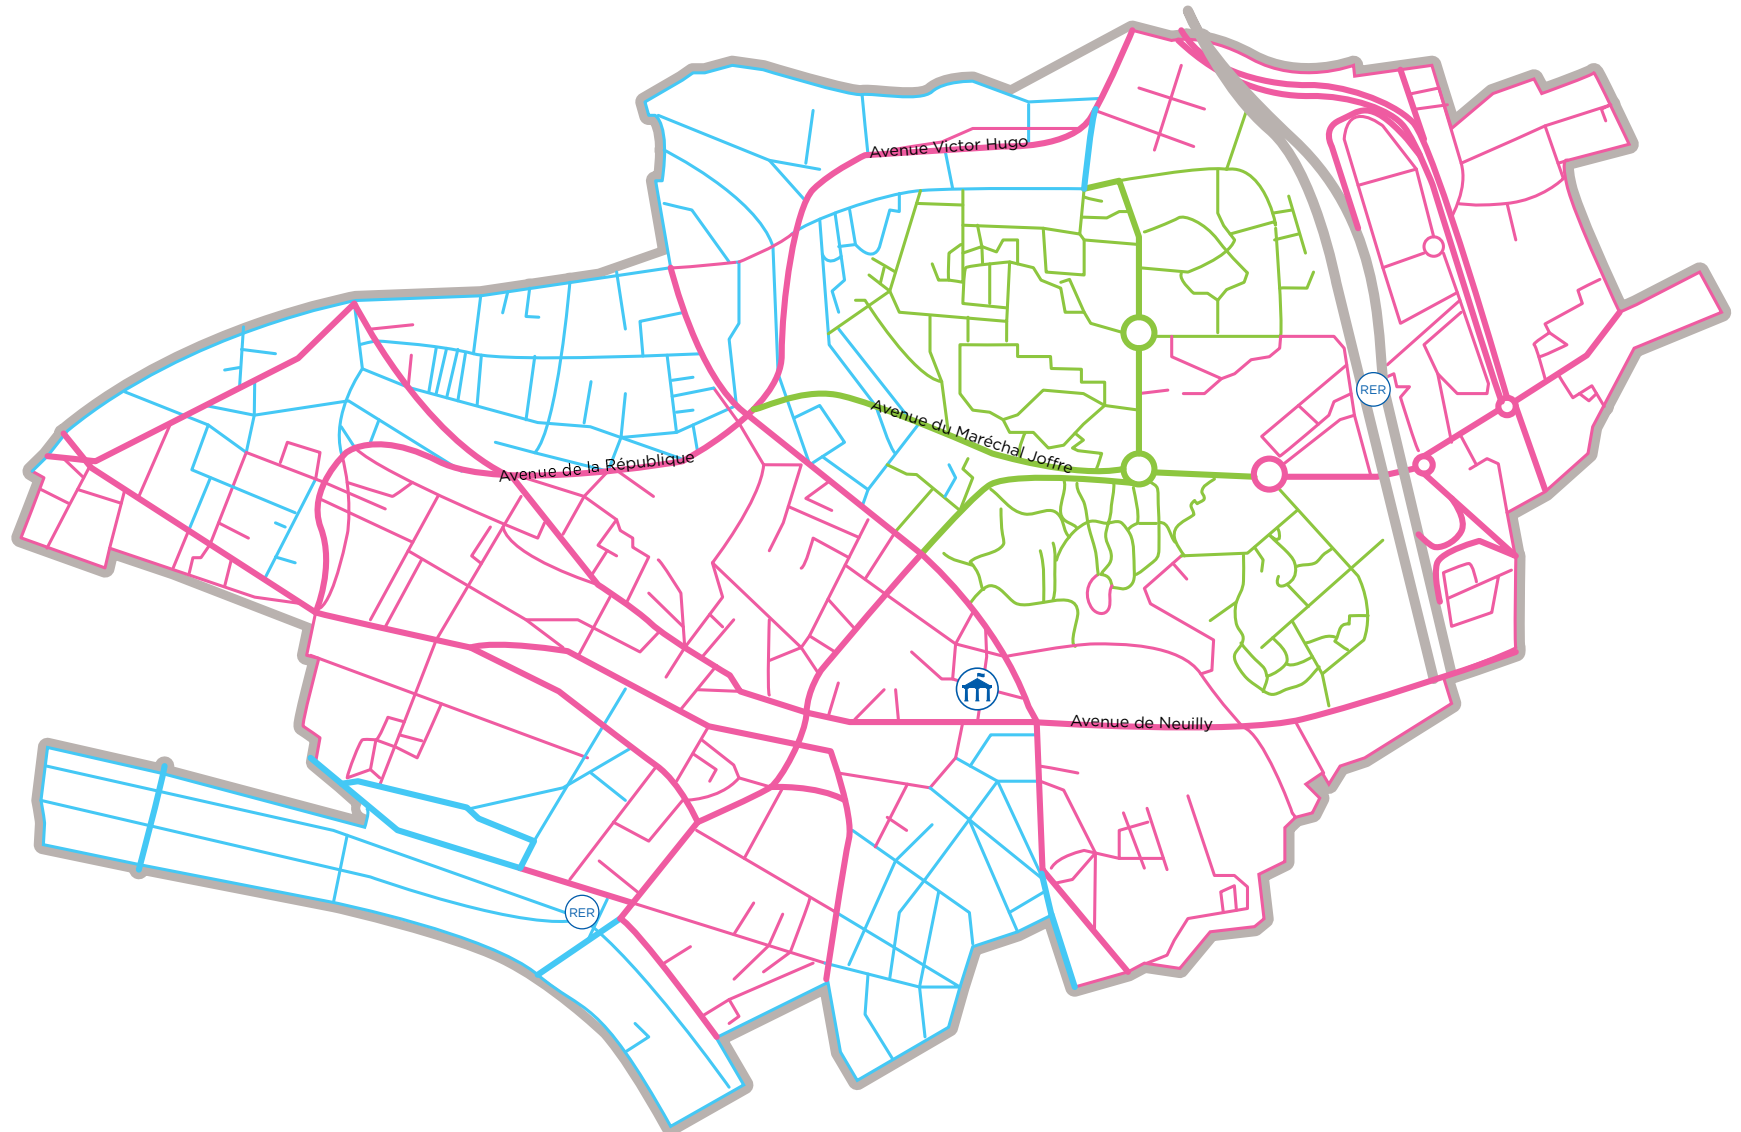 Avenue Victor Hugo
RER
Avenue du Maréchal Joffre
Avenue de la République
Avenue de Neuilly
RER